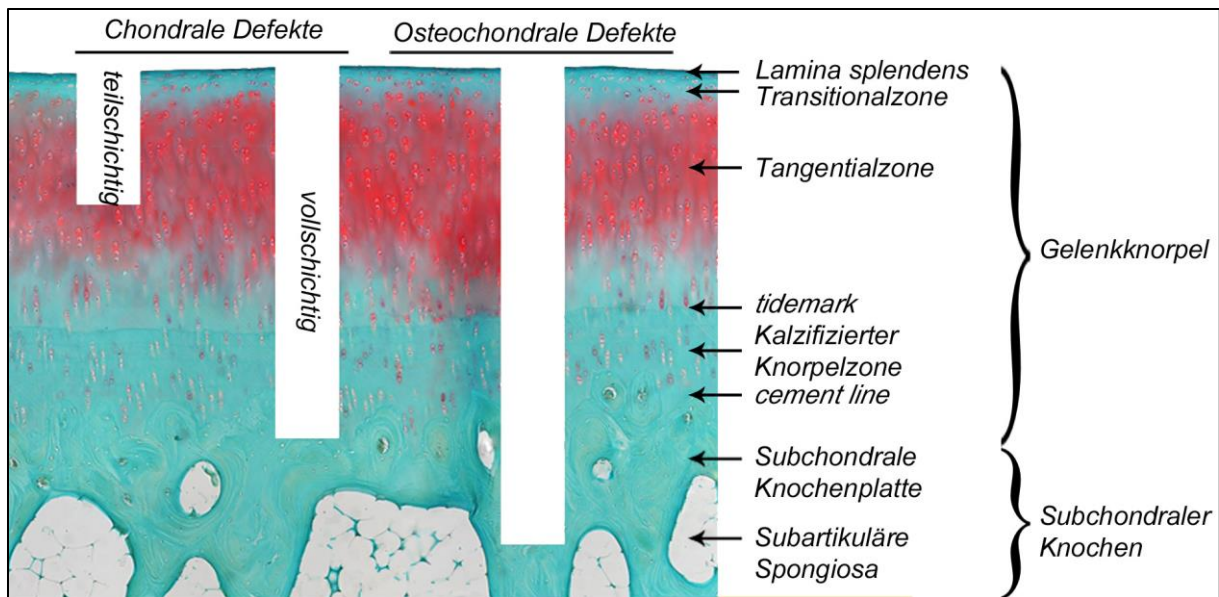 Chondrale Defekte
Osteochondrale Defekte
teilschichtig
vollschichtig
Lamina splendens
Transitionalzone
Tangentialzone
tidemark
Kalzifizierter
Knorpelzone
cement line
Subchondrale
Knochenplatte
Subartikuläre
Spongiosa
Gelenkknorpel
Subchondraler
Knochen